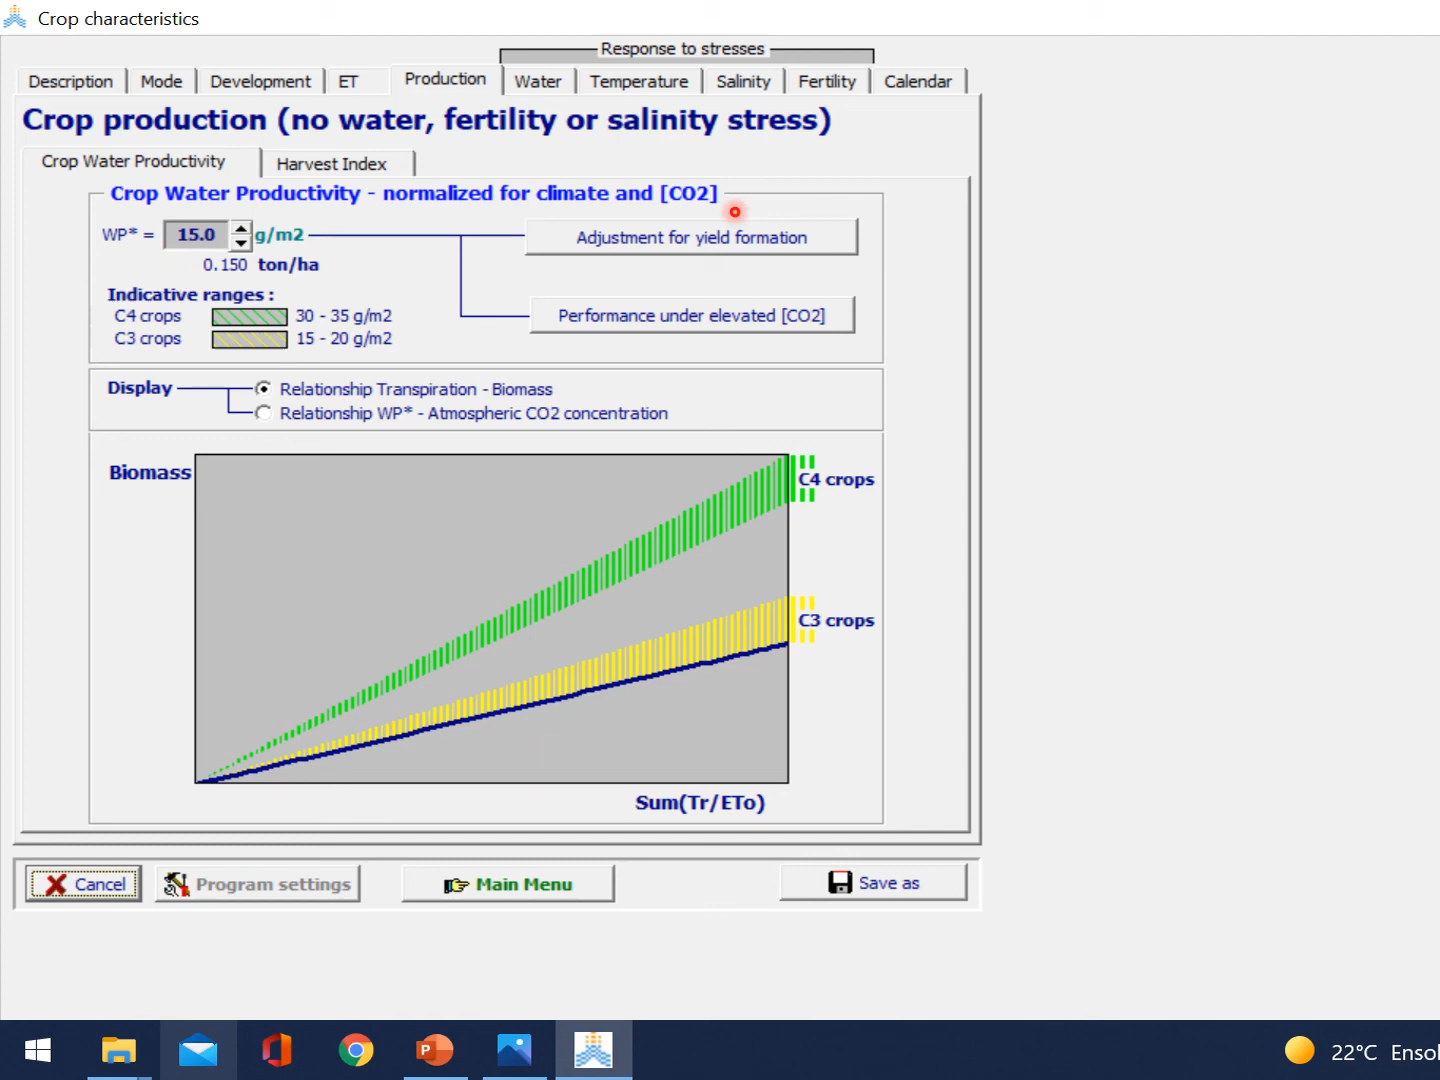 Crop characteristics
Response to stresses
Description Mode Development ET Production Water Temperature Salinity Fertility Calendar
Crop production (no water, fertility or salinity stress)
Crop Water Productivity Harvest Index
Crop Water Productivity - normalized for climate and [CO2]
WP* = 15.0 g/m2 Adjustment for yield formation
0.150 ton/ha
Indicative ranges :
C4 crops 30 - 35 g/m2 Performance under elevated [CO2]
C3 crops 15 - 20 g/m2
Display Relationship Transpiration - Biomass
Relationship WP* - Atmospheric CO2 concentration
Biomass
C4 crops
C3 crops
Sum(Tr/ETo)
Cancel Program settings Main Menu Save as
P
22°C Ensol